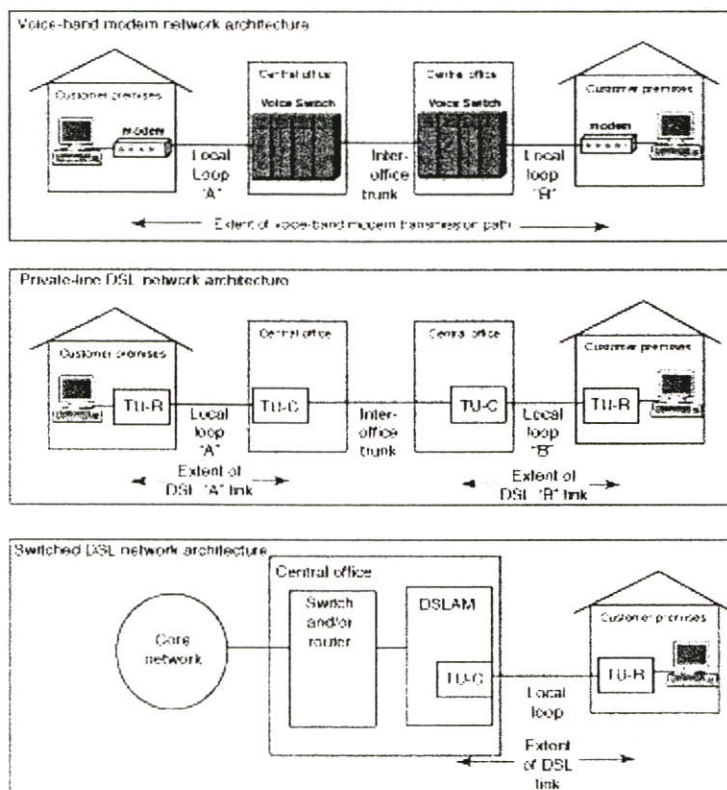 Voice-band modem network architecture
Customer premises
modem
Local
Loop
"A"
Central office
Voice Switch
Inter-
office
trunk
Central office
Voice Switch
Local
loop
"B"
Customer premises
modem
Extent of voice-band modem transmission path
Private-line DSL network architecture
Customer premises
TU-R
Local
loop
"A"
Central office
TU-C
Inter-
office
trunk
Central office
TU-C
Local
loop
"B"
Customer premises
TU-R
Extent of
DSL "A" link
Extent of
DSL "B" link
Switched DSL network architecture
Core
network
Central office
Switch
and/or
router
DSLAM
TU-C
Local
loop
Customer premises
TU-R
Extent
of DSL
link